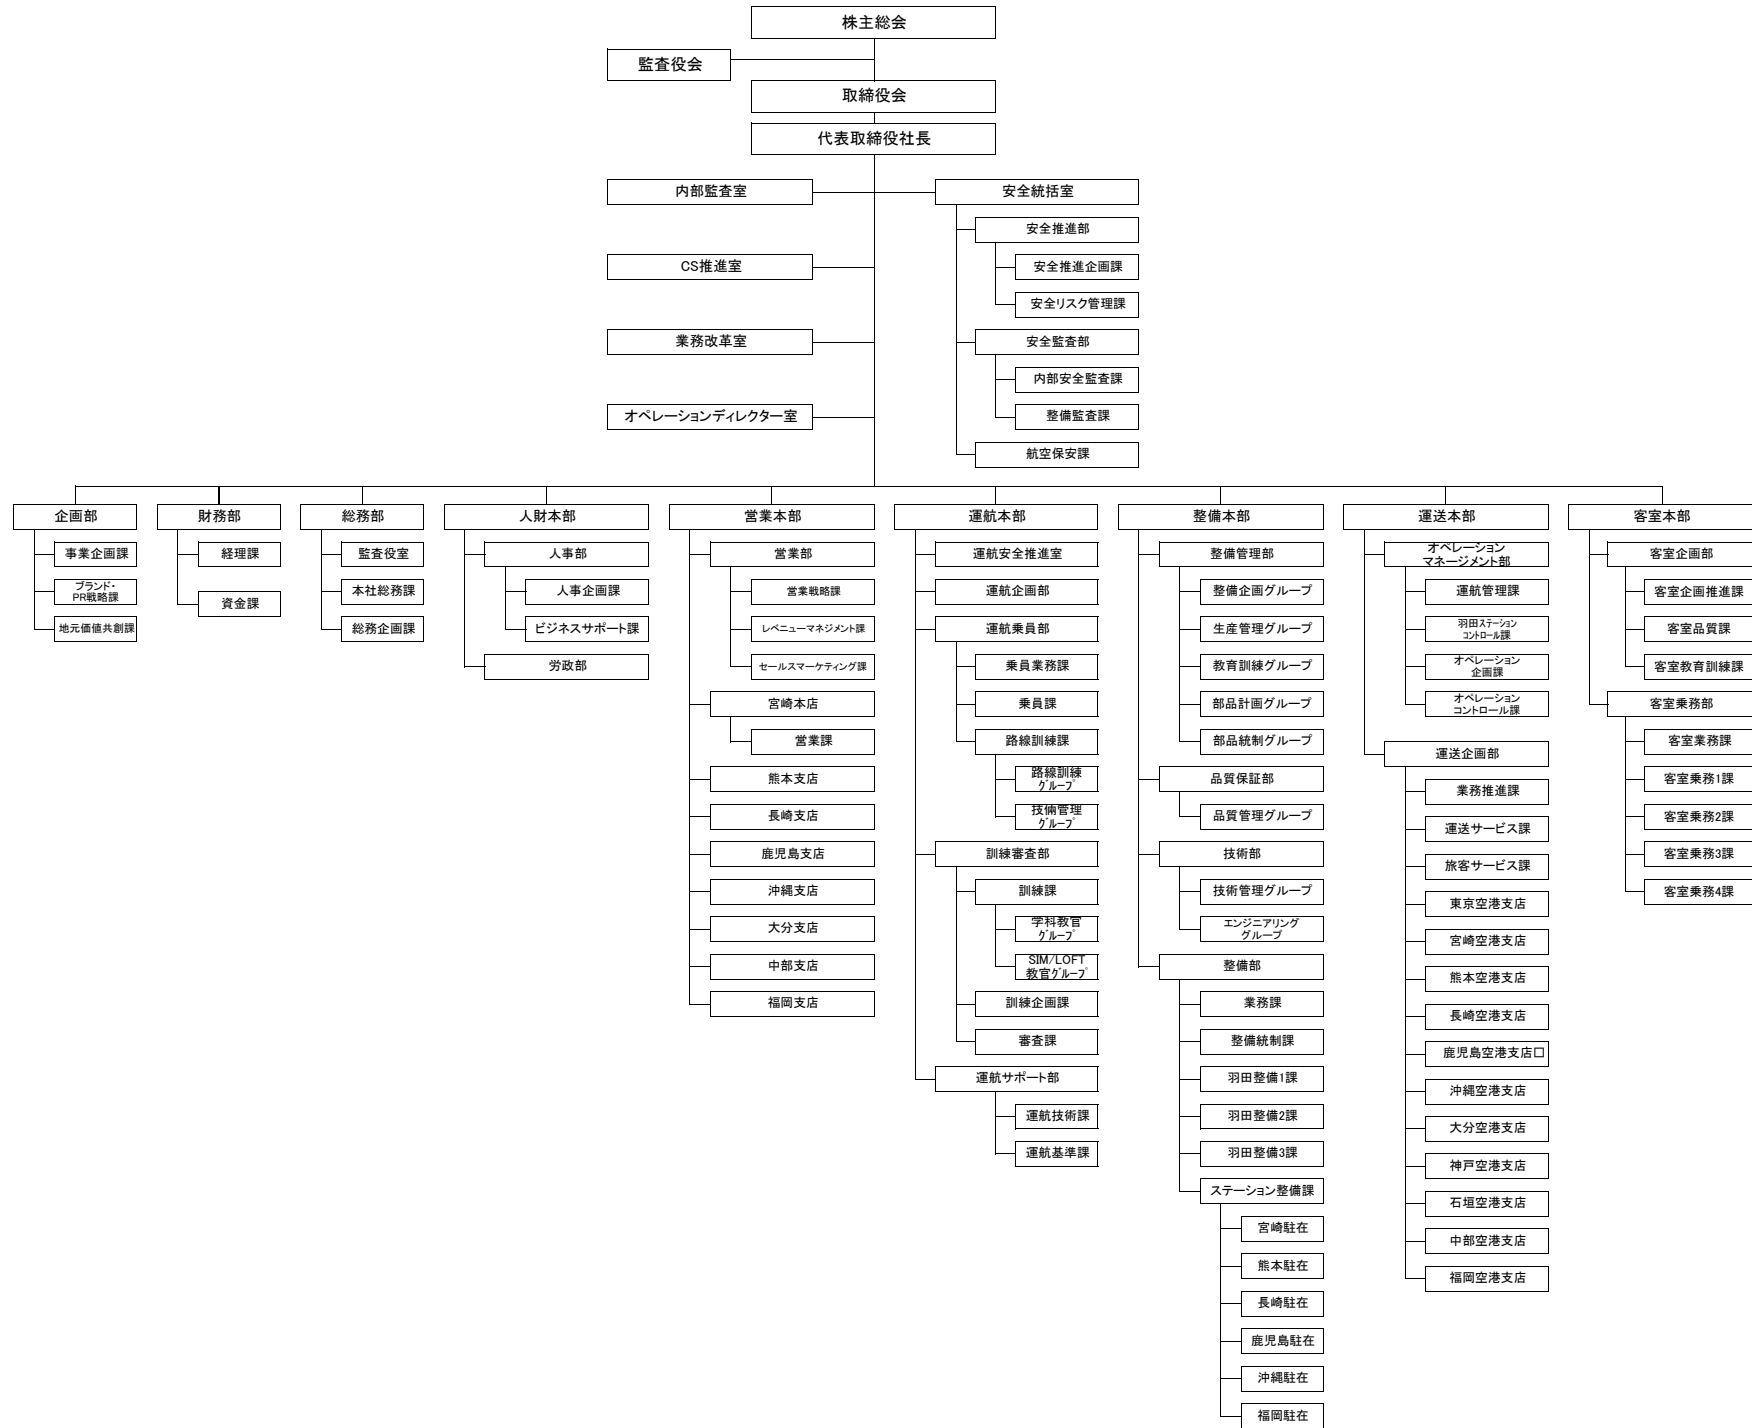 株主総会
監査役会
取締役会
代表取締役社長
内部監査室
CS推進室
業務改革室
オペレーションディレクター室
安全統括室
安全推進部
安全推進企画課
安全リスク管理課
安全監査部
内部安全監査課
整備監査課
航空保安課
企画部
事業企画課
ブランド・
PR戦略課
地元価値共創課
財務部
経理課
資金課
総務部
監査役室
本社総務課
総務企画課
人財本部
人事部
人事企画課
ビジネスサポート課
労政部
営業本部
営業部
営業戦略課
レベニューマネジメント課
セールスマーケティング課
宮崎本店
営業課
熊本支店
長崎支店
鹿児島支店
沖縄支店
大分支店
中部支店
福岡支店
運航本部
運航安全推進室
運航企画部
運航乗員部
乗員業務課
乗員課
路線訓練課
路線訓練
グループ
技倆管理
グループ
訓練審査部
訓練課
学科教官
グループ
SIM/LOFT
教官グループ
訓練企画課
審査課
運航サポート部
運航技術課
運航基準課
整備本部
整備管理部
整備企画グループ
生産管理グループ
教育訓練グループ
部品計画グループ
部品統制グループ
品質保証部
品質管理グループ
技術部
技術管理グループ
エンジニアリング
グループ
整備部
業務課
整備統制課
羽田整備1課
羽田整備2課
羽田整備3課
ステーション整備課
宮崎駐在
熊本駐在
長崎駐在
鹿児島駐在
沖縄駐在
福岡駐在
運送本部
オペレーション
マネージメント部
運航管理課
羽田ステーション
コントロール課
オペレーション
企画課
オペレーション
コントロール課
運送企画部
業務推進課
運送サービス課
旅客サービス課
東京空港支店
宮崎空港支店
熊本空港支店
長崎空港支店
鹿児島空港支店□
沖縄空港支店
大分空港支店
神戸空港支店
石垣空港支店
中部空港支店
福岡空港支店
客室本部
客室企画部
客室企画推進課
客室品質課
客室教育訓練課
客室乗務部
客室業務課
客室乗務1課
客室乗務2課
客室乗務3課
客室乗務4課